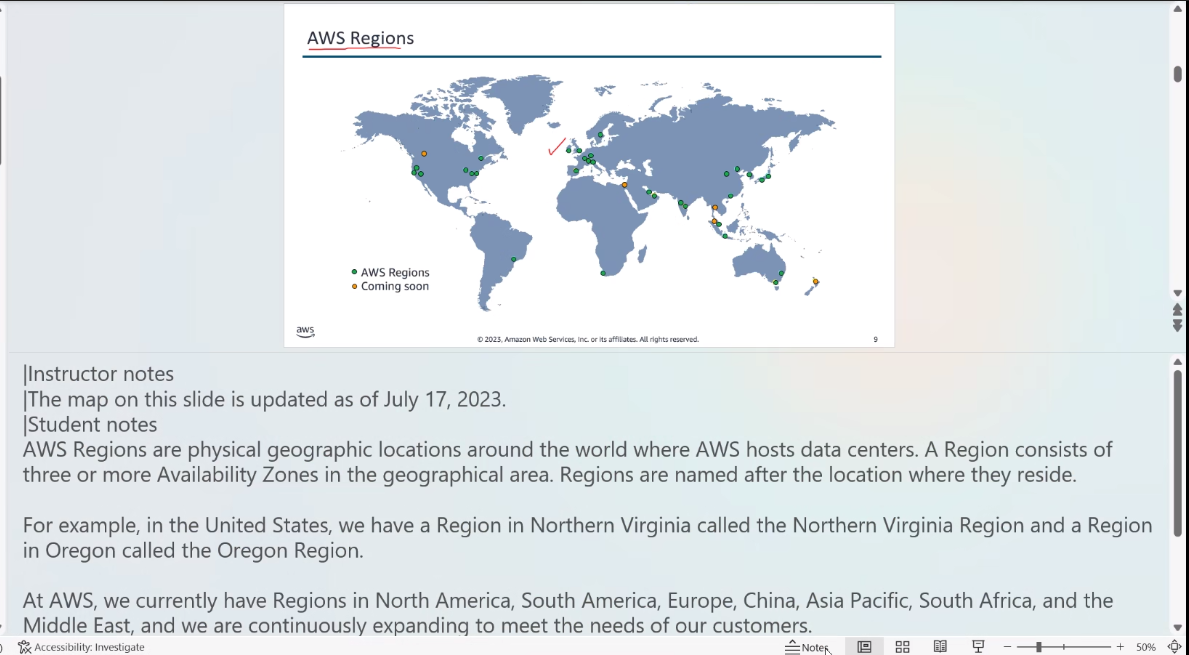 AWS Regions
AWS Regions
Coming soon
aws
© 2023, Amazon Web Services, Inc. or its affiliates. All rights reserved.
9
|Instructor notes
|The map on this slide is updated as of July 17, 2023.
|Student notes
AWS Regions are physical geographic locations around the world where AWS hosts data centers. A Region consists of
three or more Availability Zones in the geographical area. Regions are named after the location where they reside.
For example, in the United States, we have a Region in Northern Virginia called the Northern Virginia Region and a Region
in Oregon called the Oregon Region.
At AWS, we currently have Regions in North America, South America, Europe, China, Asia Pacific, South Africa, and the
Middle East, and we are continuously expanding to meet the needs of our customers.
Accessibility: Investigate
Notes
50%